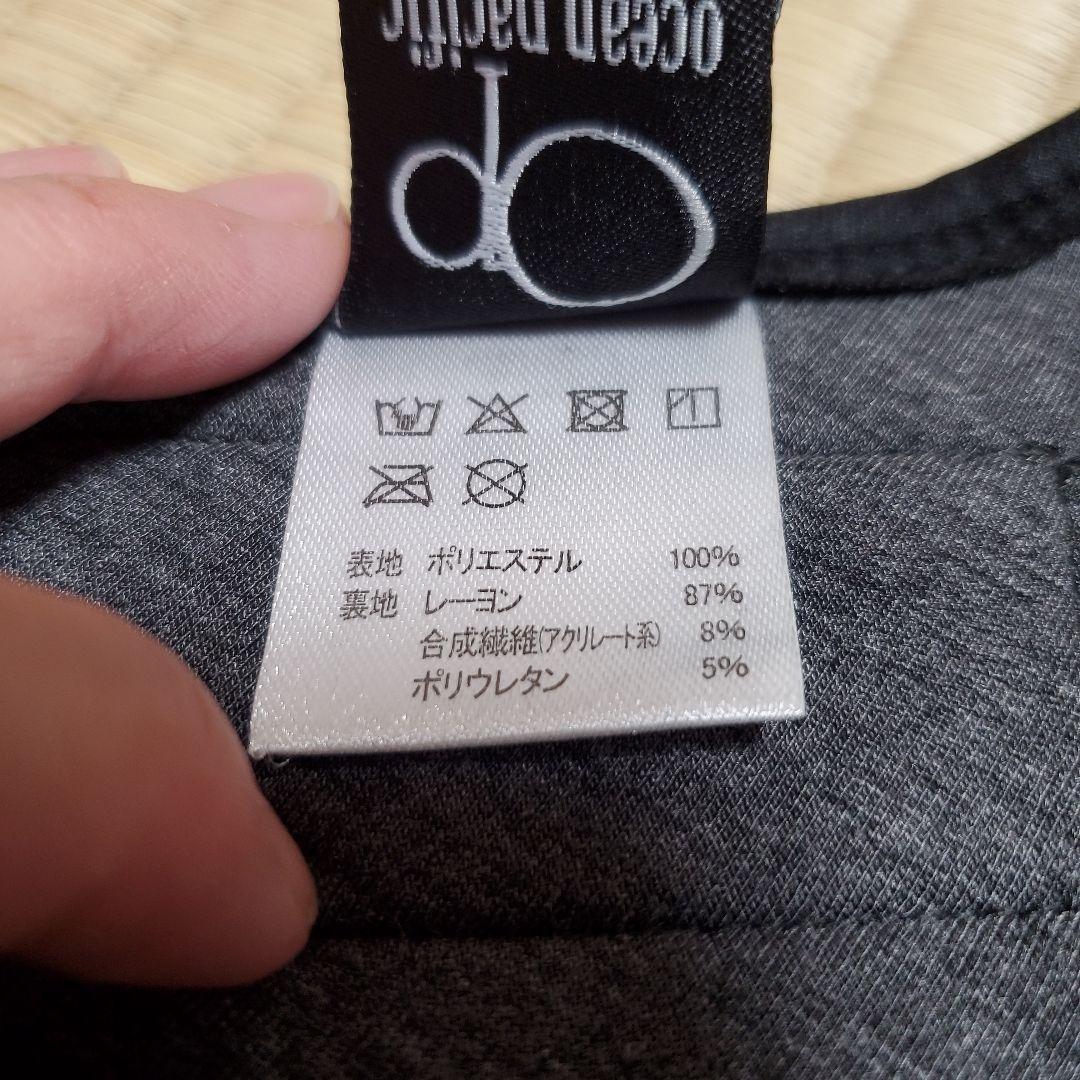 ocean pacific
op
表地 ポリエステル 100%
裏地 レーヨン 87%
合成繊維(アクリレート系) 8%
ポリウレタン 5%